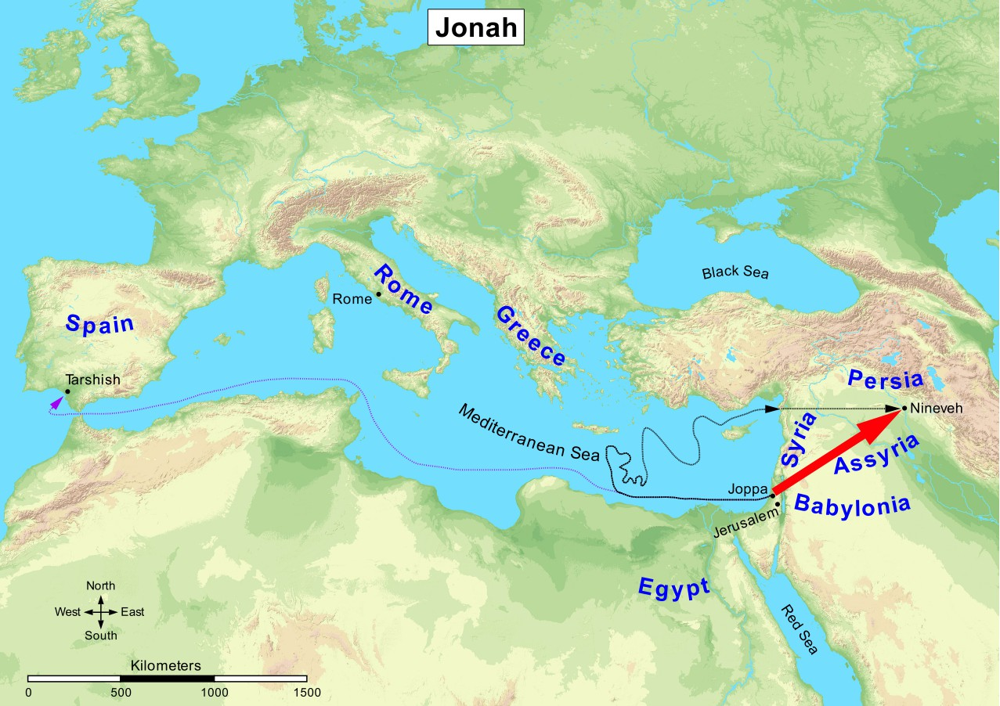 Jonah
Black Sea
Rome
Rome
Greece
Spain
Tarshish
Persia
Nineveh
Mediterranean Sea
Syria
Assyria
Joppa
Babylonia
Jerusalem
Egypt
Red Sea
North
West East
South
Kilometers
0 500 1000 1500